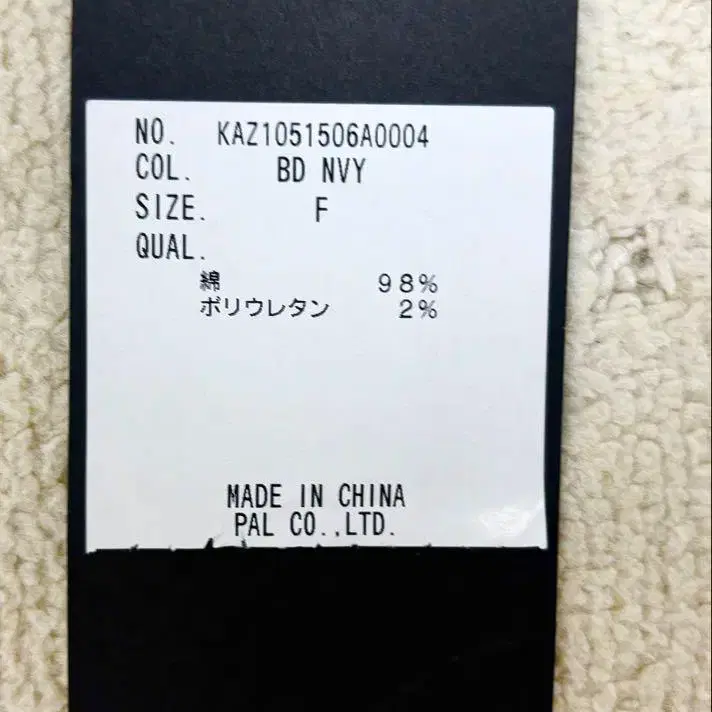 NO. KAZ1051506A0004
COL. BD NVY
SIZE. F
QUAL.
綿 98%
ポリウレタン 2%
MADE IN CHINA
PAL CO.,LTD.